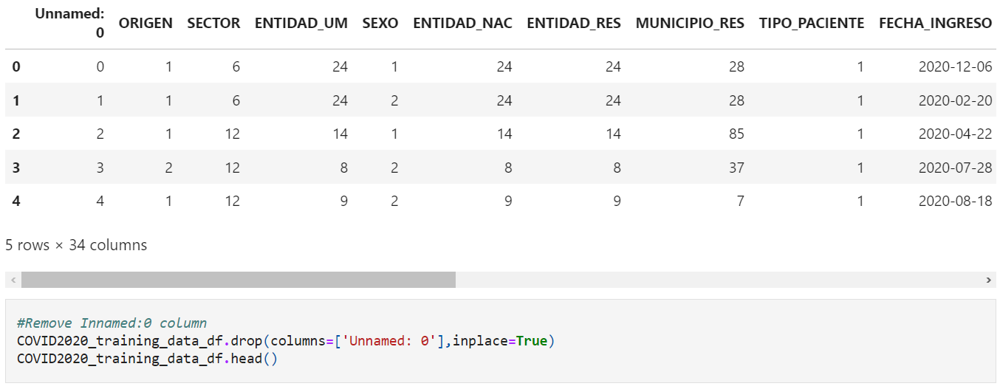 Unnamed: 0 ORIGEN SECTOR ENTIDAD_UM SEXO ENTIDAD_NAC ENTIDAD_RES MUNICIPIO_RES TIPO_PACIENTE FECHA_INGRESO
0 0 1 6 24 1 24 24 28 1 2020-12-06
1 1 1 6 24 2 24 24 28 1 2020-02-20
2 2 1 12 14 1 14 14 85 1 2020-04-22
3 3 2 12 8 2 8 8 37 1 2020-07-28
4 4 1 12 9 2 9 9 7 1 2020-08-18
5 rows × 34 columns
#Remove Innamed:0 column
COVID2020_training_data_df.drop(columns=['Unnamed: 0'],inplace=True)
COVID2020_training_data_df.head()